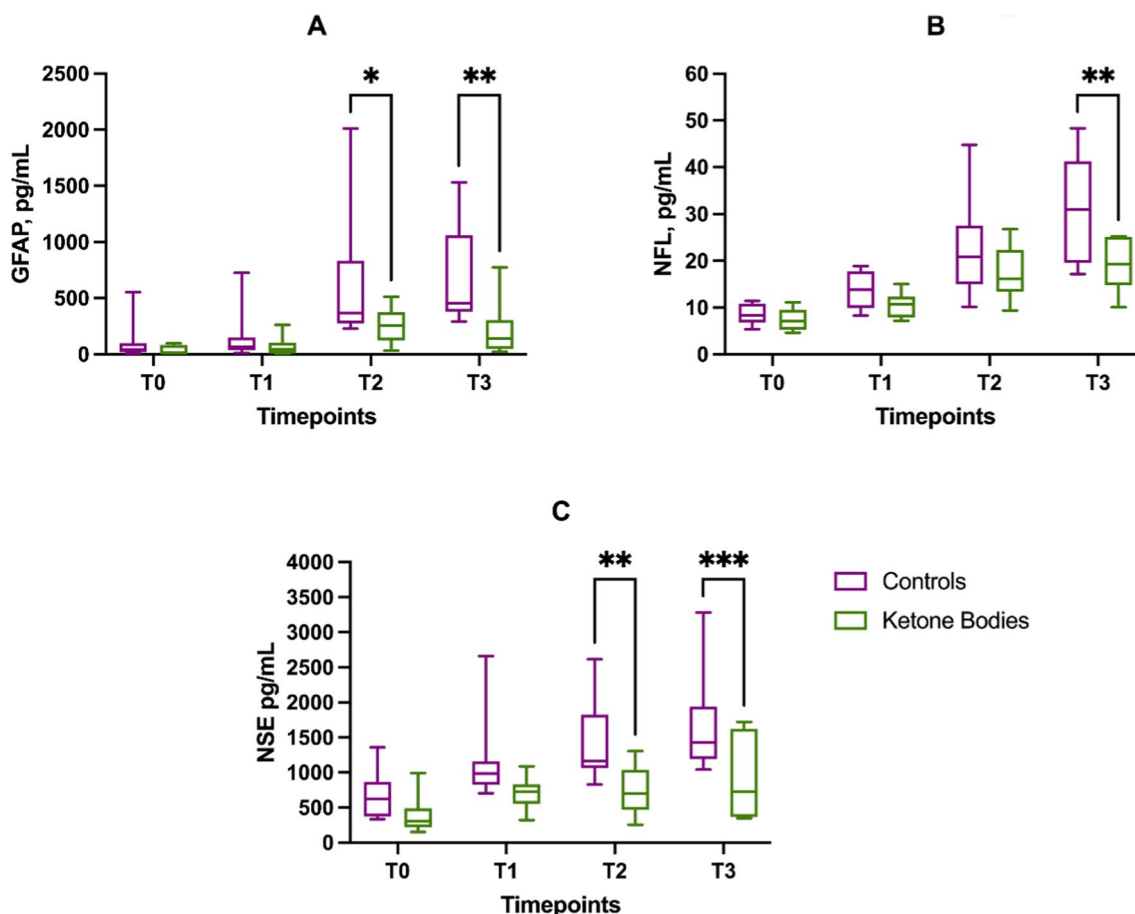 A
GFAP, pg/mL
2500
2000
1500
1000
500
0
* **
T0 T1 T2 T3
Timepoints
B
NFL, pg/mL
60
50
40
30
20
10
0
**
T0 T1 T2 T3
Timepoints
C
NSE pg/mL
4000
3500
3000
2500
2000
1500
1000
500
0
** ***
T0 T1 T2 T3
Timepoints
Controls
Ketone Bodies